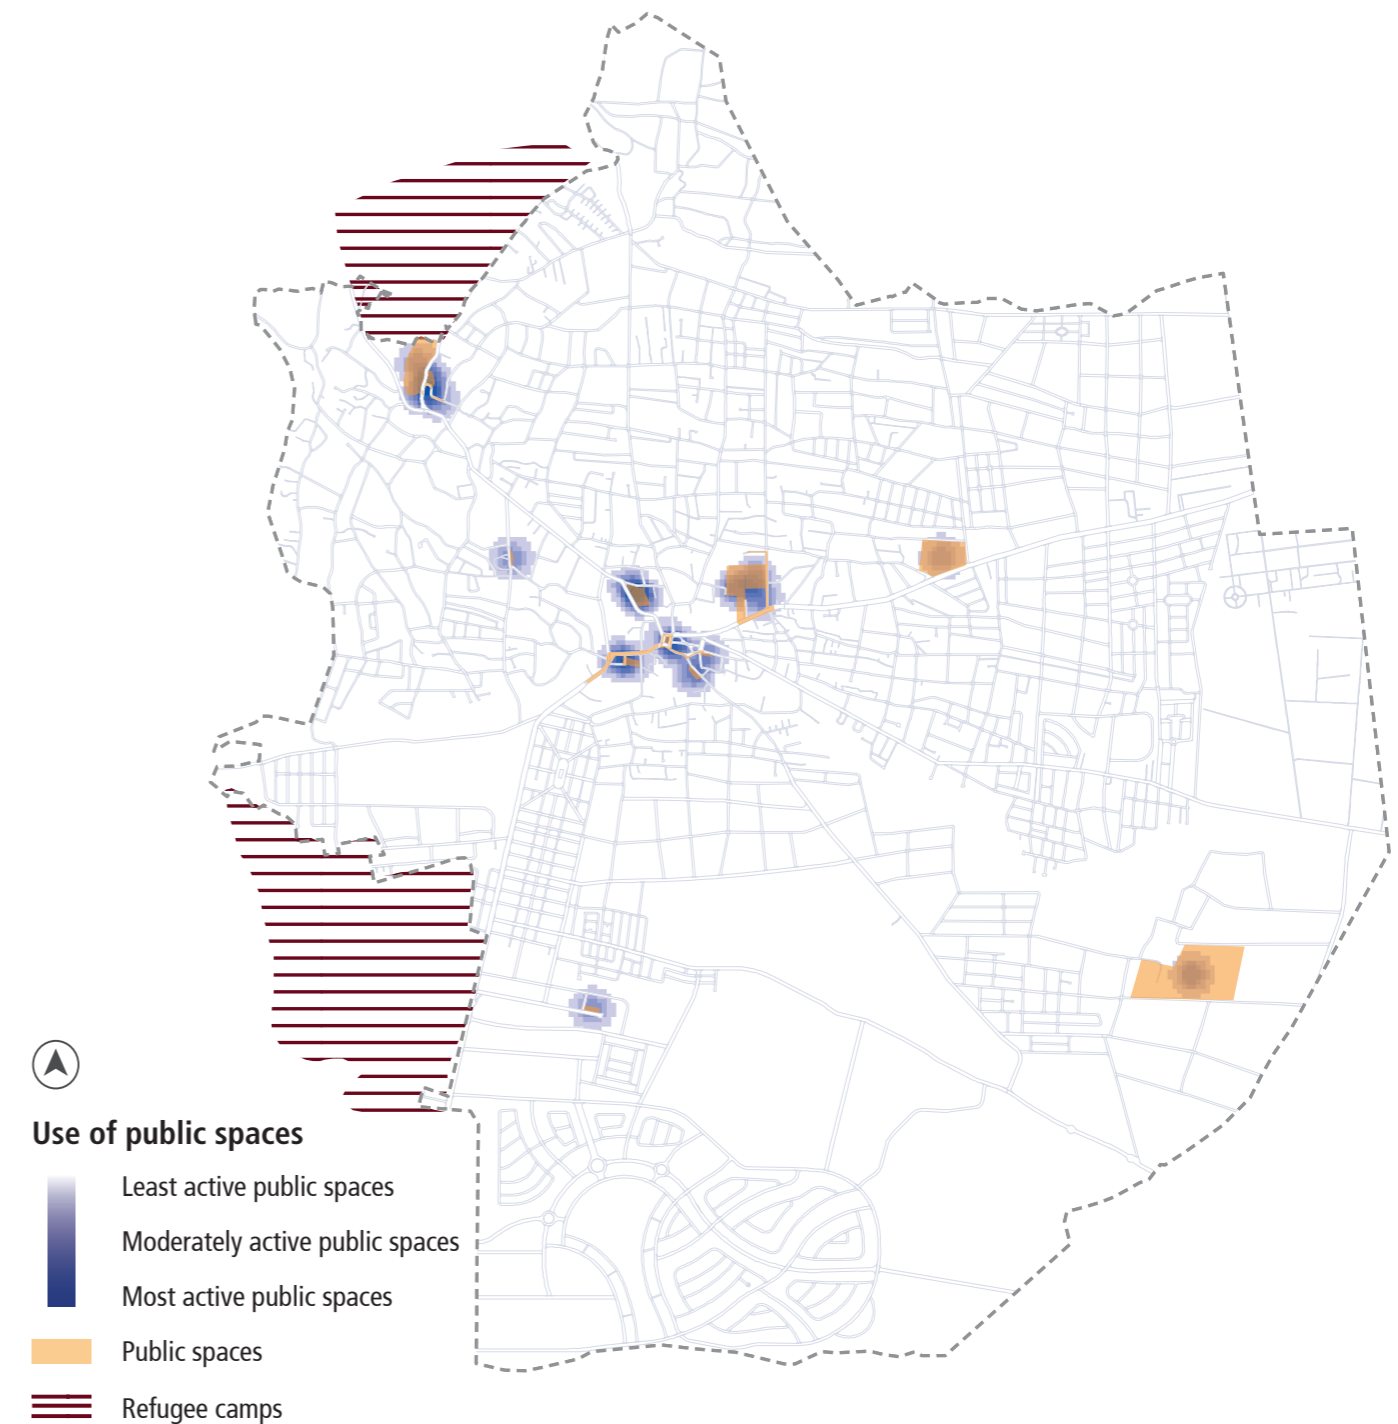 Use of public spaces
Least active public spaces
Moderately active public spaces
Most active public spaces
Public spaces
Refugee camps